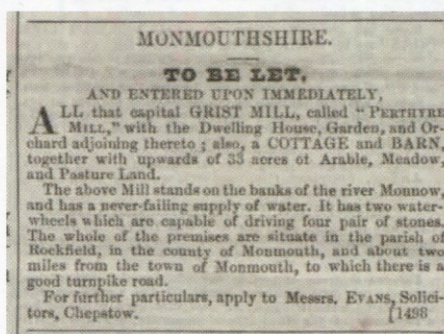 MONMOUTHSHIRE.
TO BE LET,
AND ENTERED UPON IMMEDIATELY,
ALL that capital GRIST MILL, called "PERTHYRE
MILL," with the Dwelling House, Garden, and Or-
chard adjoining thereto; also, a COTTAGE and BARN,
together with upwards of 33 acres of Arable, Meadow,
and Pasture Land.
The above Mill stands on the banks of the river Monnow,
and has a never-failing supply of water. It has two water-
wheels which are capable of driving four pair of stones.
The whole of the premises are situate in the parish of
Rockfield, in the county of Monmouth, and about two
miles from the town of Monmouth, to which there is a
good turnpike road.
For further particulars, apply to Messrs. EVANS, Solici-
tors, Chepstow. [1498